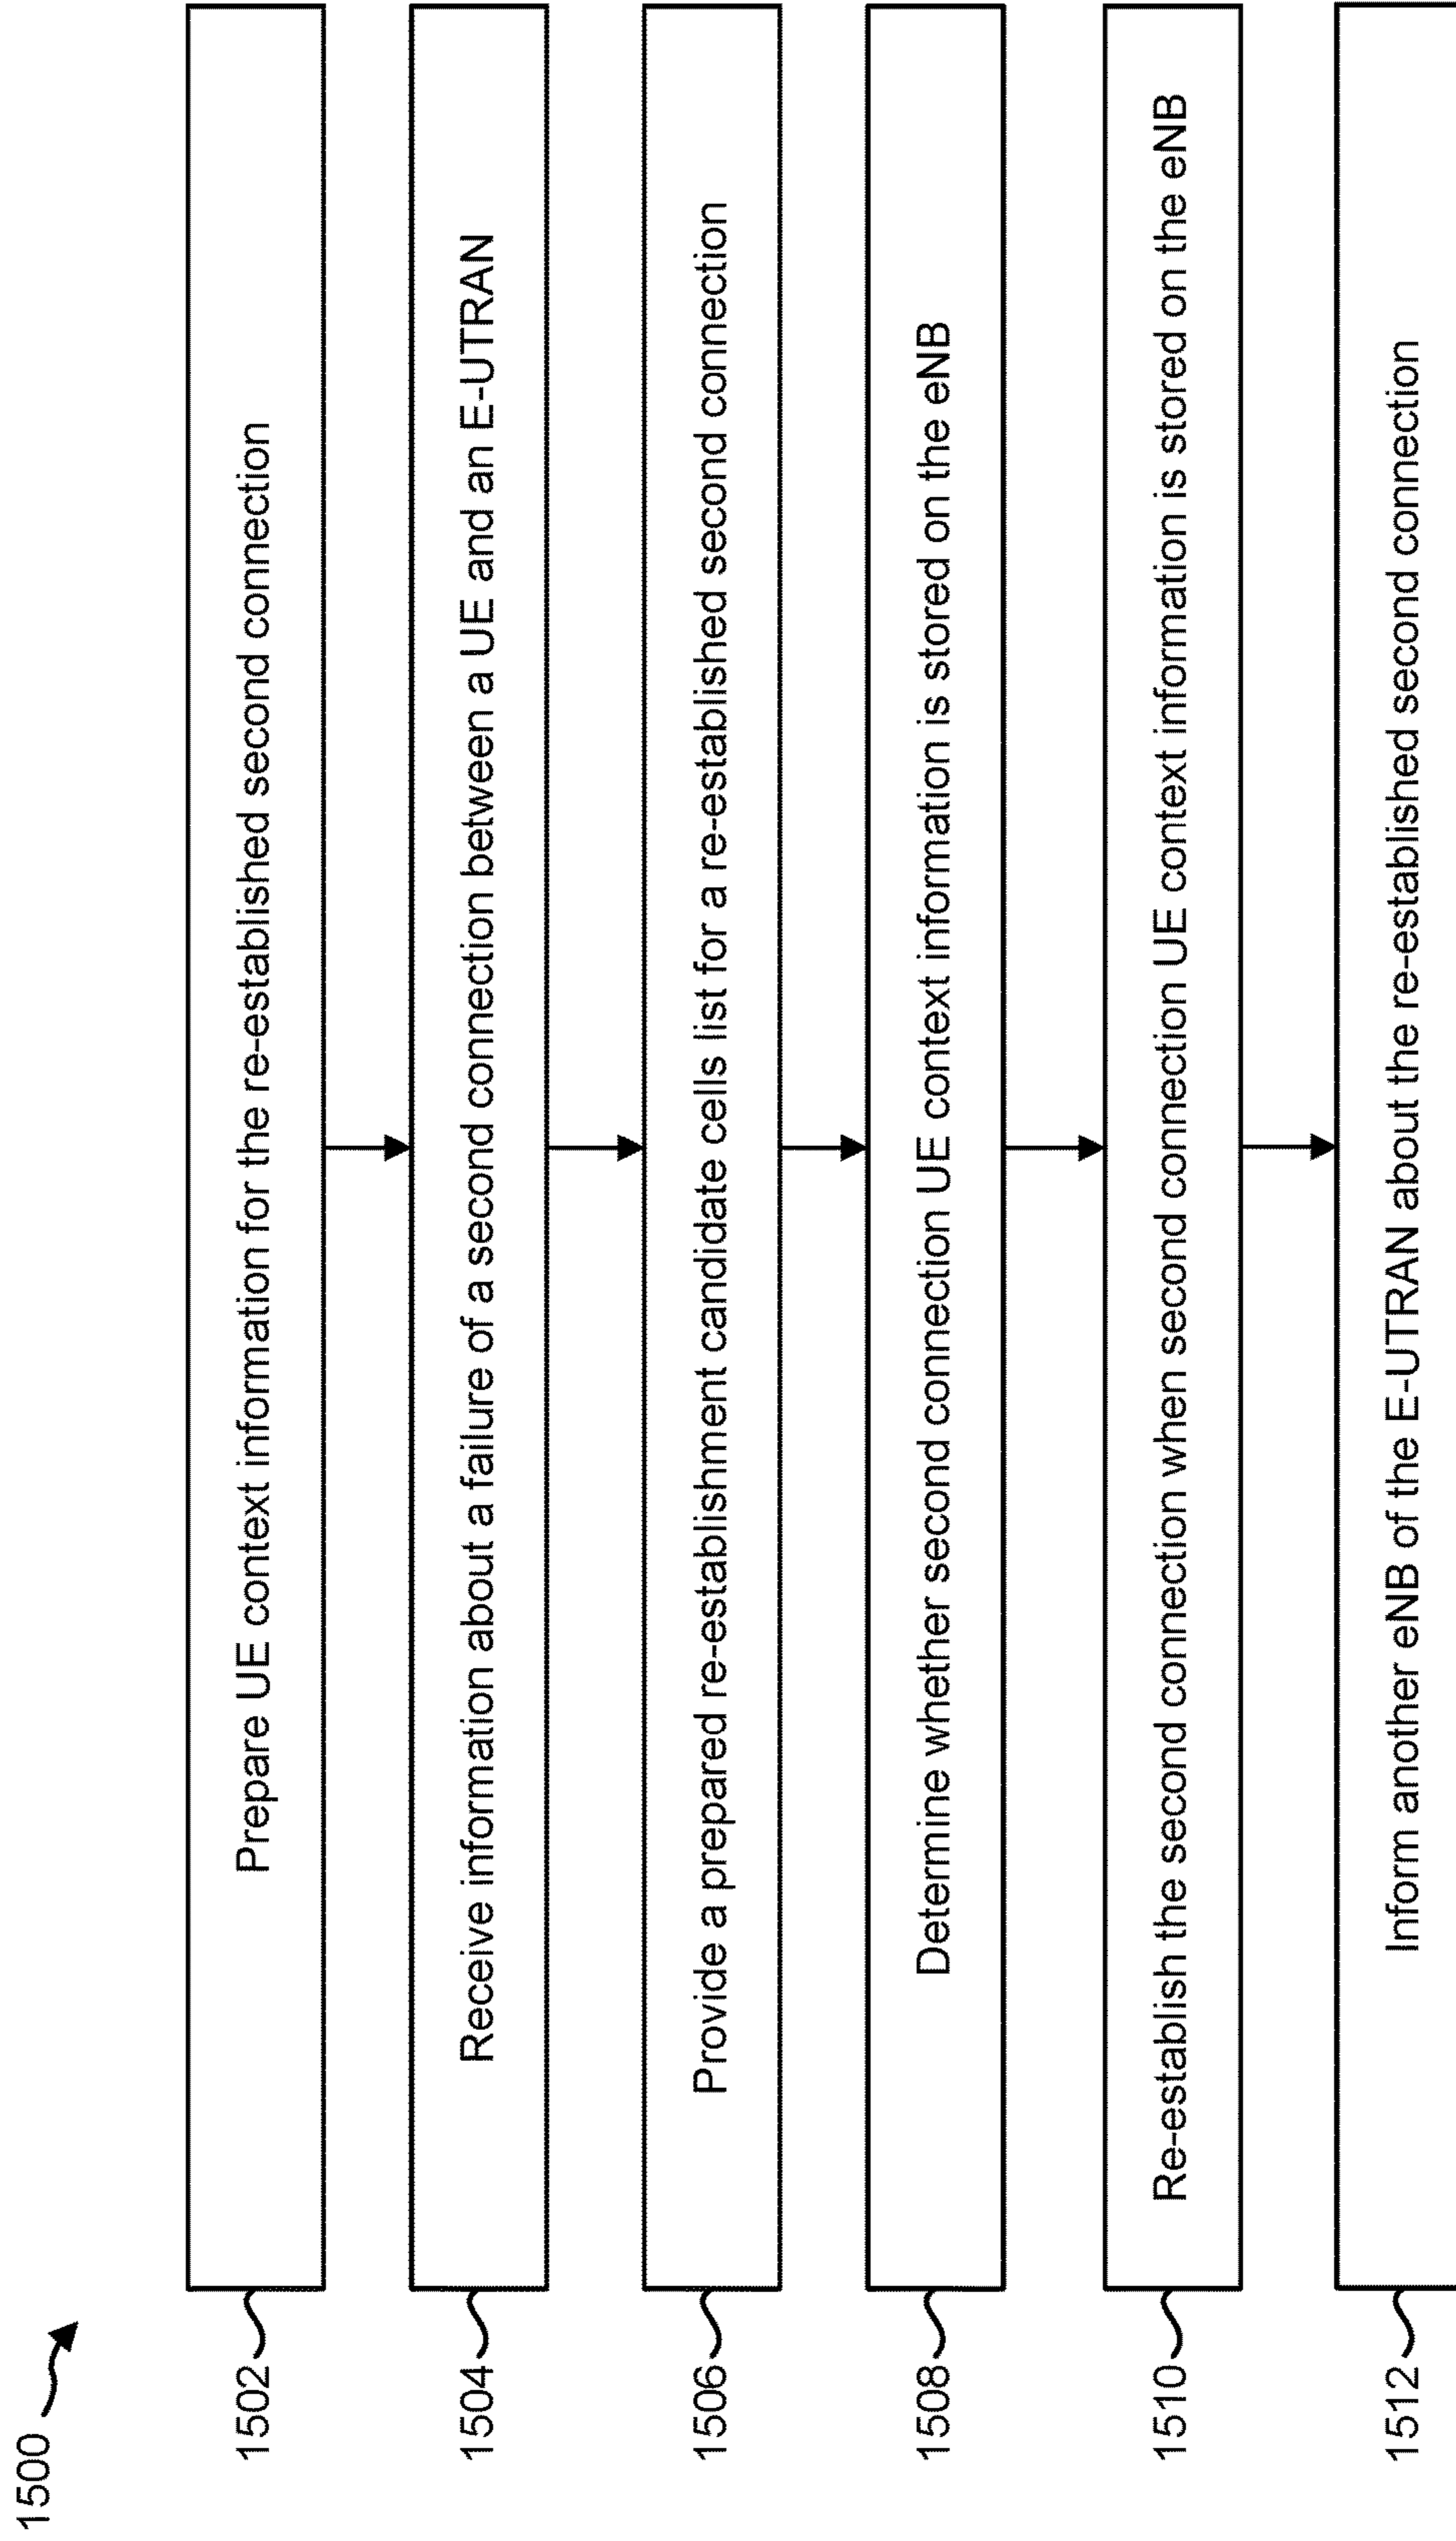 1500
1502
Prepare UE context information for the re-established second connection
1504
Receive information about a failure of a second connection between a UE and an E-UTRAN
1506
Provide a prepared re-establishment candidate cells list for a re-established second connection
1508
Determine whether second connection UE context information is stored on the eNB
1510
Re-establish the second connection when second connection UE context information is stored on the eNB
1512
Inform another eNB of the E-UTRAN about the re-established second connection